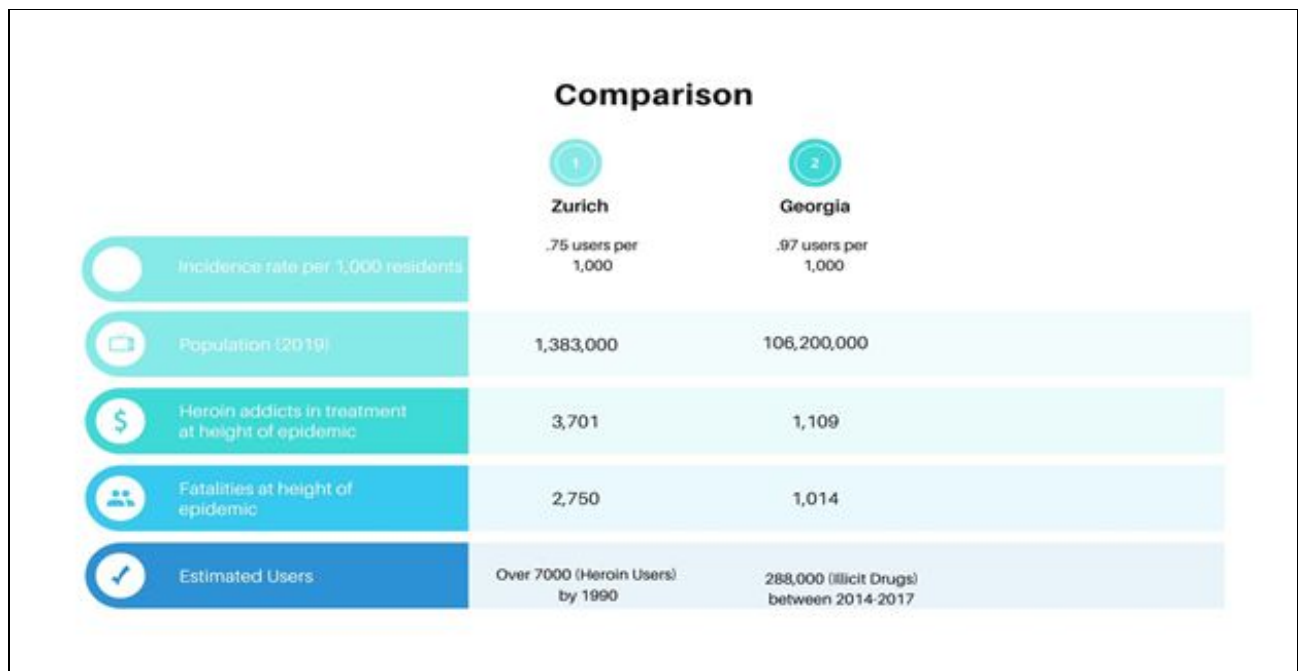 Comparison
1
2
Zurich
Georgia
Incidence rate per 1,000 residents
.75 users per
1,000
.97 users per
1,000
Population (2019)
1,383,000
106,200,000
Heroin addicts in treatment
at height of epidemic
3,701
1,109
Fatalities at height of
epidemic
2,750
1,014
Estimated Users
Over 7000 (Heroin Users)
by 1990
288,000 (Illicit Drugs)
between 2014-2017